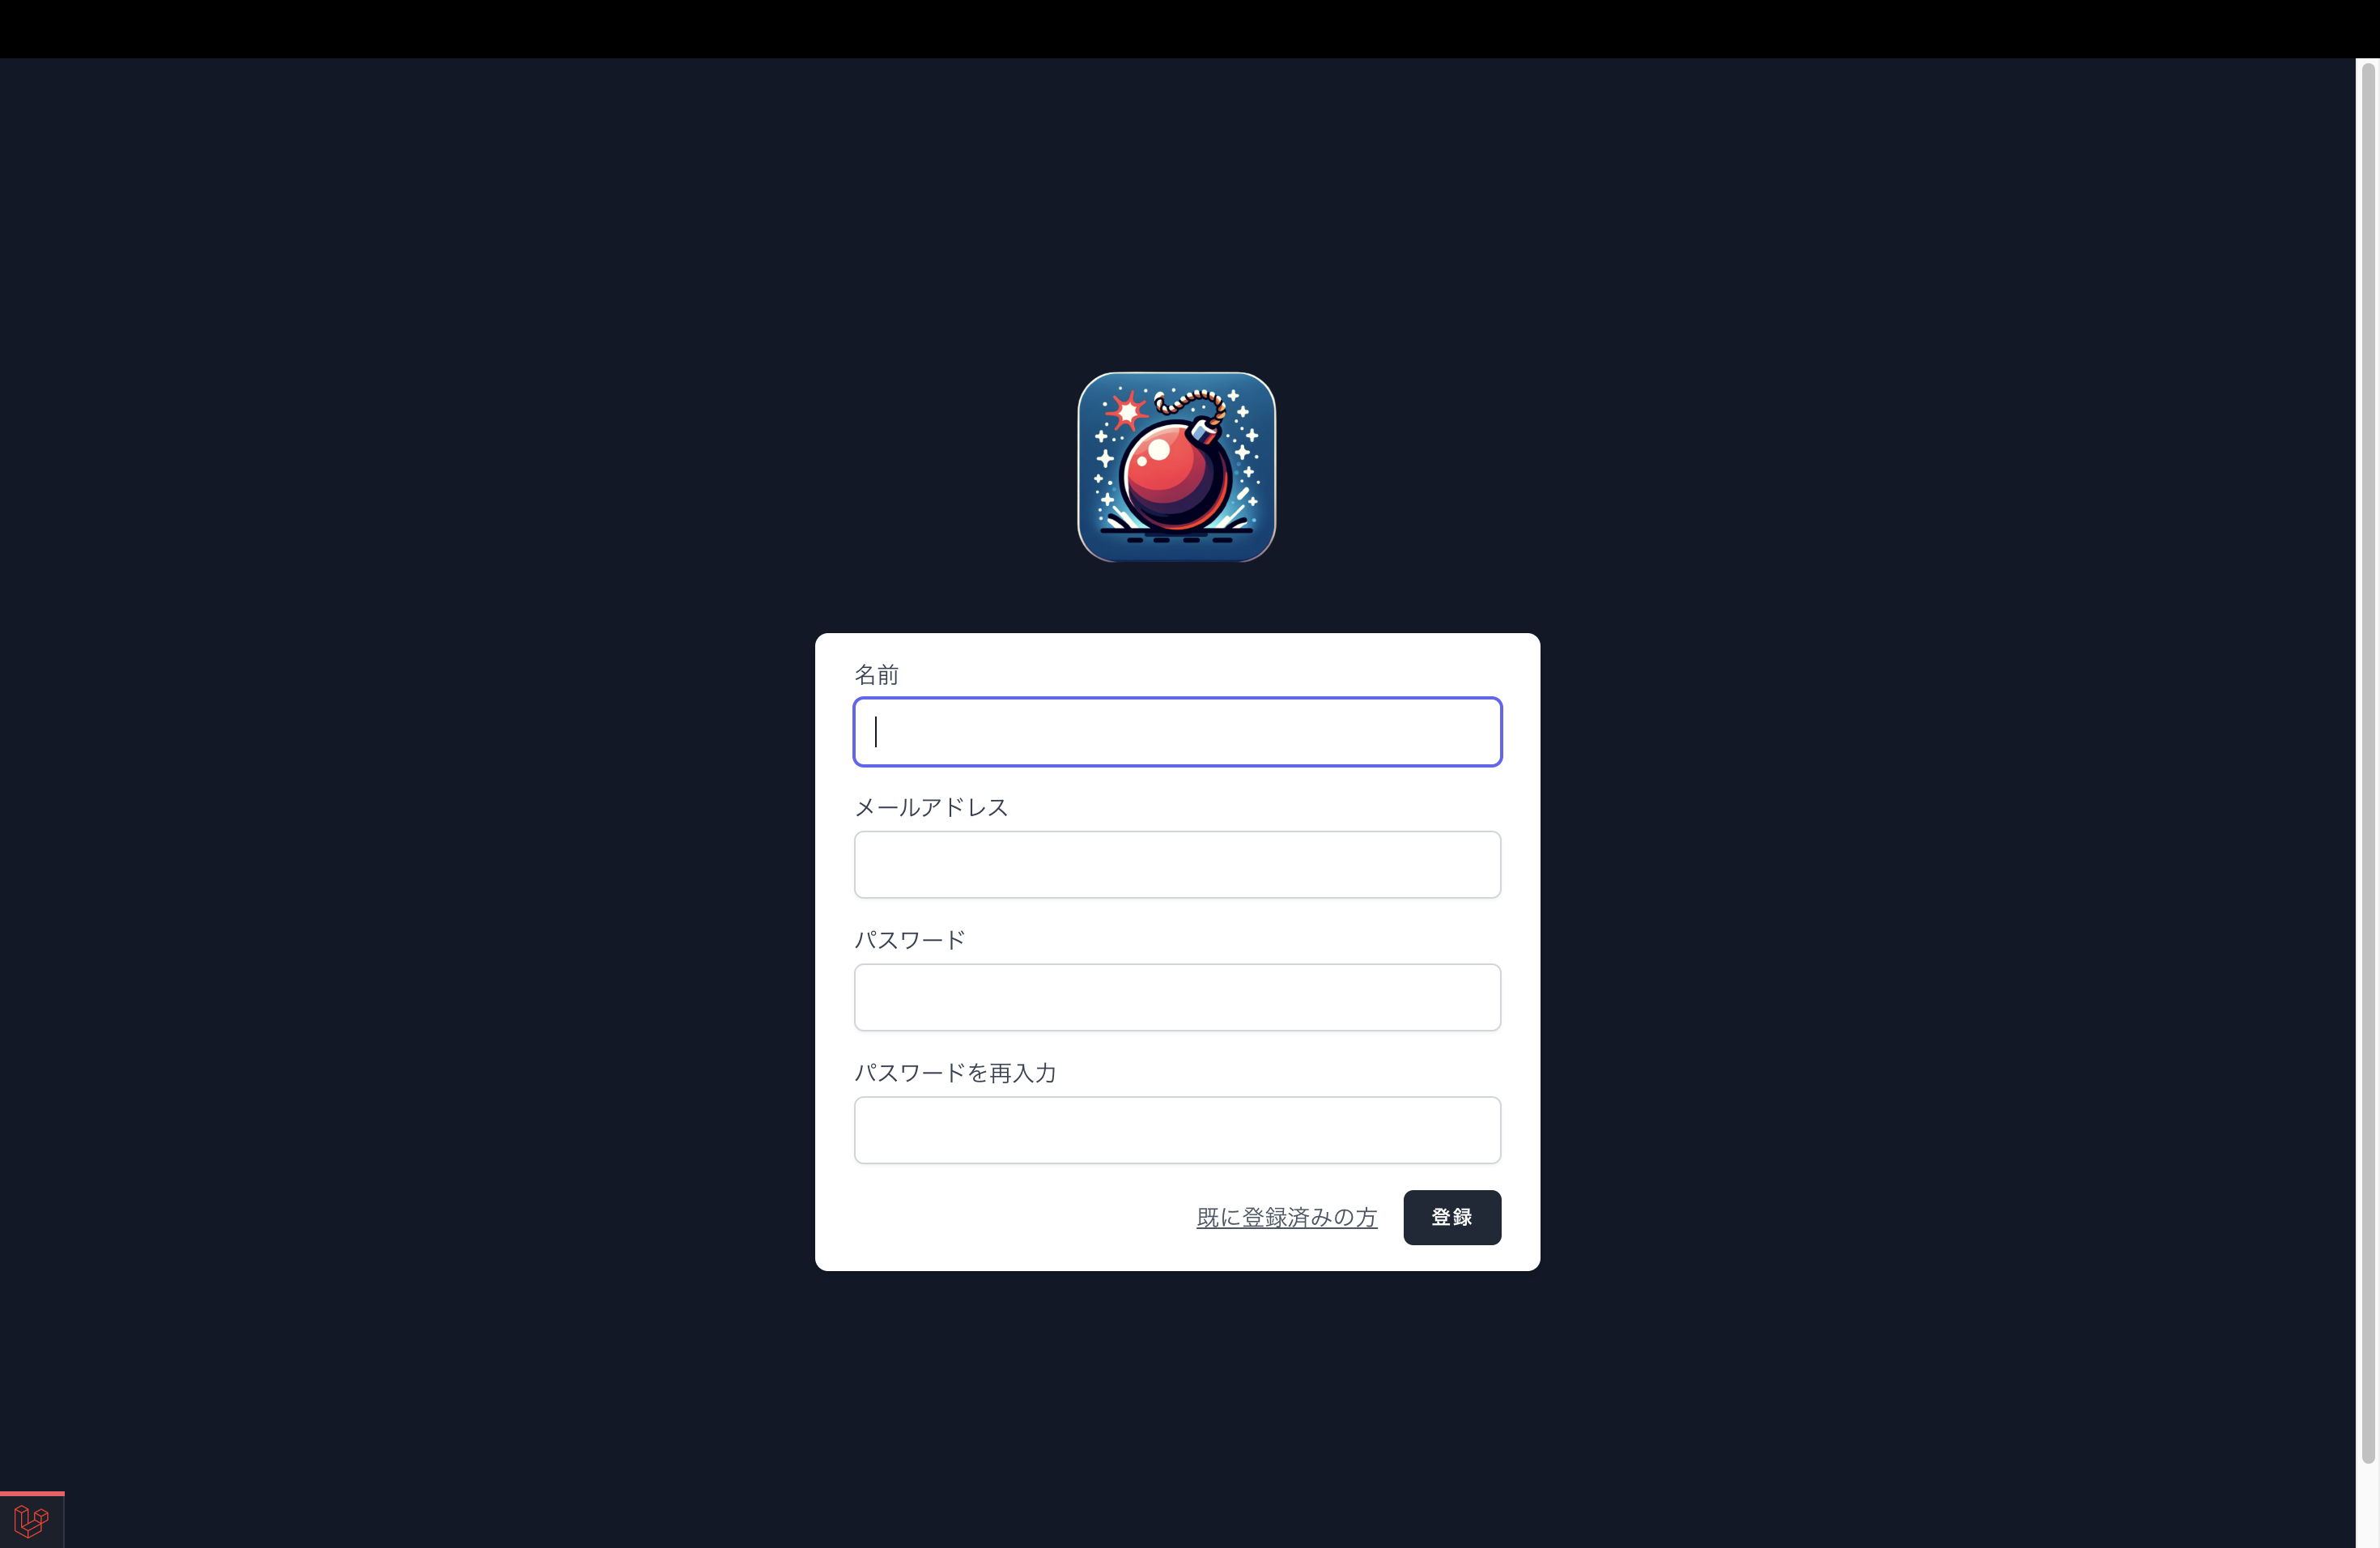 名前
メールアドレス
パスワード
パスワードを再入力
既に登録済みの方 登録